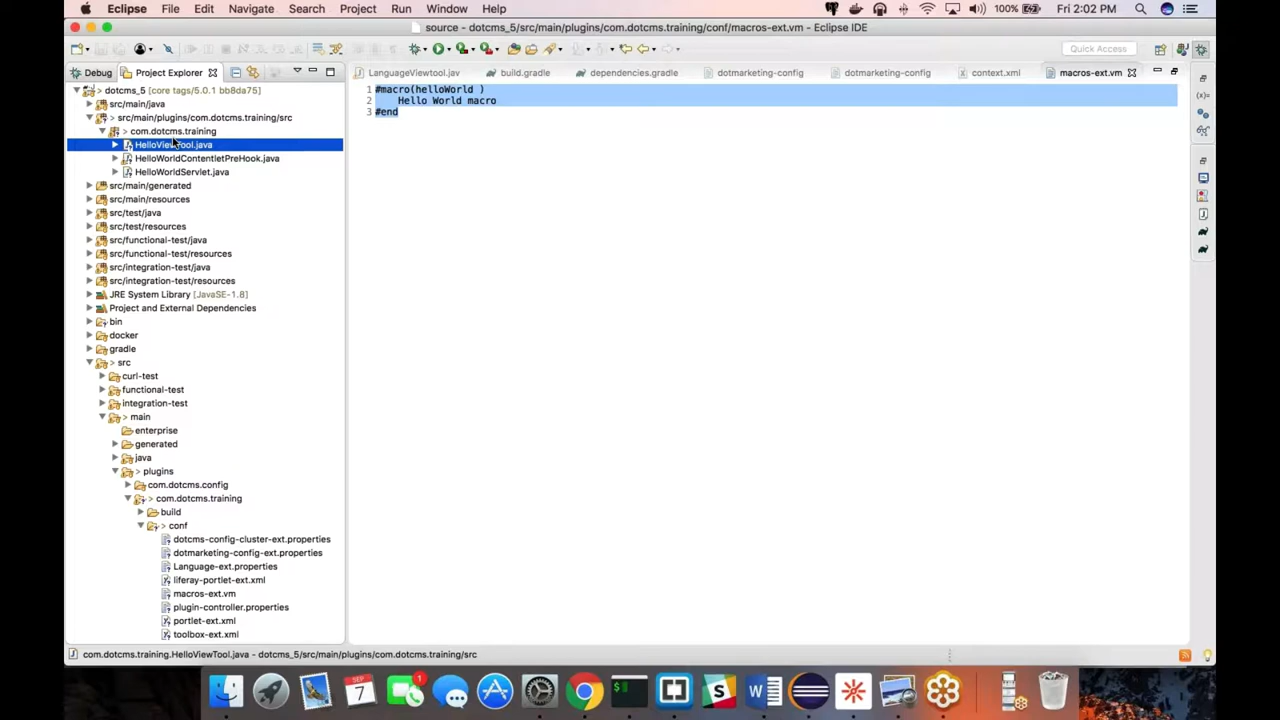 Eclipse File Edit Navigate Search Project Run Window Help 100% Fri 2:02 PM
source - dotcms_5/src/main/plugins/com.dotcms.training/conf/macros-ext.vm - Eclipse IDE
Quick Access
Debug Project Explorer LanguageViewtool.jav build.gradle dependencies.gradle dotmarketing-config dotmarketing-config context.xml macros-ext.vm
> dotcms_5 [core tags/5.0.1 bb8da75]
src/main/java
> src/main/plugins/com.dotcms.training/src
> com.dotcms.training
HelloViewTool.java
HelloWorldContentletPreHook.java
HelloWorldServlet.java
src/main/generated
src/main/resources
src/test/java
src/test/resources
src/functional-test/java
src/functional-test/resources
src/integration-test/java
src/integration-test/resources
JRE System Library [JavaSE-1.8]
Project and External Dependencies
bin
docker
gradle
> src
curl-test
functional-test
integration-test
> main
enterprise
generated
java
> plugins
com.dotcms.config
> com.dotcms.training
build
> conf
dotcms-config-cluster-ext.properties
dotmarketing-config-ext.properties
Language-ext.properties
liferay-portlet-ext.xml
macros-ext.vm
plugin-controller.properties
portlet-ext.xml
toolbox-ext.xml
1 #macro(helloWorld )
2 Hello World macro
3 #end
com.dotcms.training.HelloViewTool.java - dotcms_5/src/main/plugins/com.dotcms.training/src
SEP
7
1